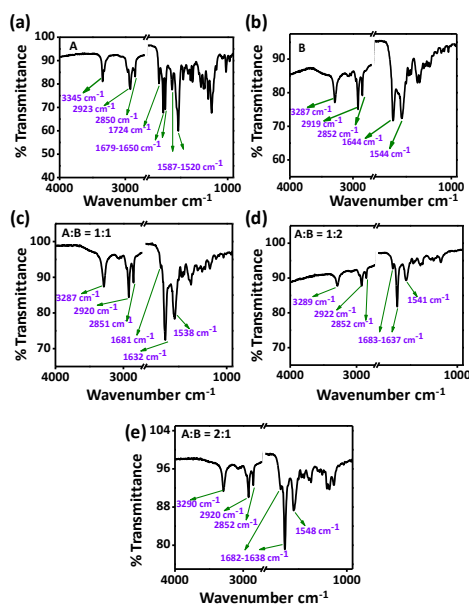 (a)
A
% Transmittance
100
90
80
70
60
50
40
3345 cm-1
2923 cm-1
2850 cm-1
1724 cm-1
1679-1650 cm-1
1587-1520 cm-1
4000
3000
1000
Wavenumber cm-1
(b)
B
% Transmittance
90
80
70
60
3287 cm-1
2919 cm-1
2852 cm-1
1644 cm-1
1544 cm-1
4000
3000
1000
Wavenumber cm-1
(c)
A:B = 1:1
% Transmittance
100
90
80
70
3287 cm-1
2920 cm-1
2851 cm-1
1681 cm-1
1632 cm-1
1538 cm-1
4000
3000
1000
Wavenumber cm-1
(d)
A:B = 1:2
% Transmittance
100
90
80
70
3289 cm-1
2922 cm-1
2852 cm-1
1683-1637 cm-1
1541 cm-1
4000
3000
1000
Wavenumber cm-1
(e)
A:B = 2:1
% Transmittance
104
96
88
80
3290 cm-1
2920 cm-1
2852 cm-1
1682-1638 cm-1
1548 cm-1
4000
3000
1000
Wavenumber cm-1